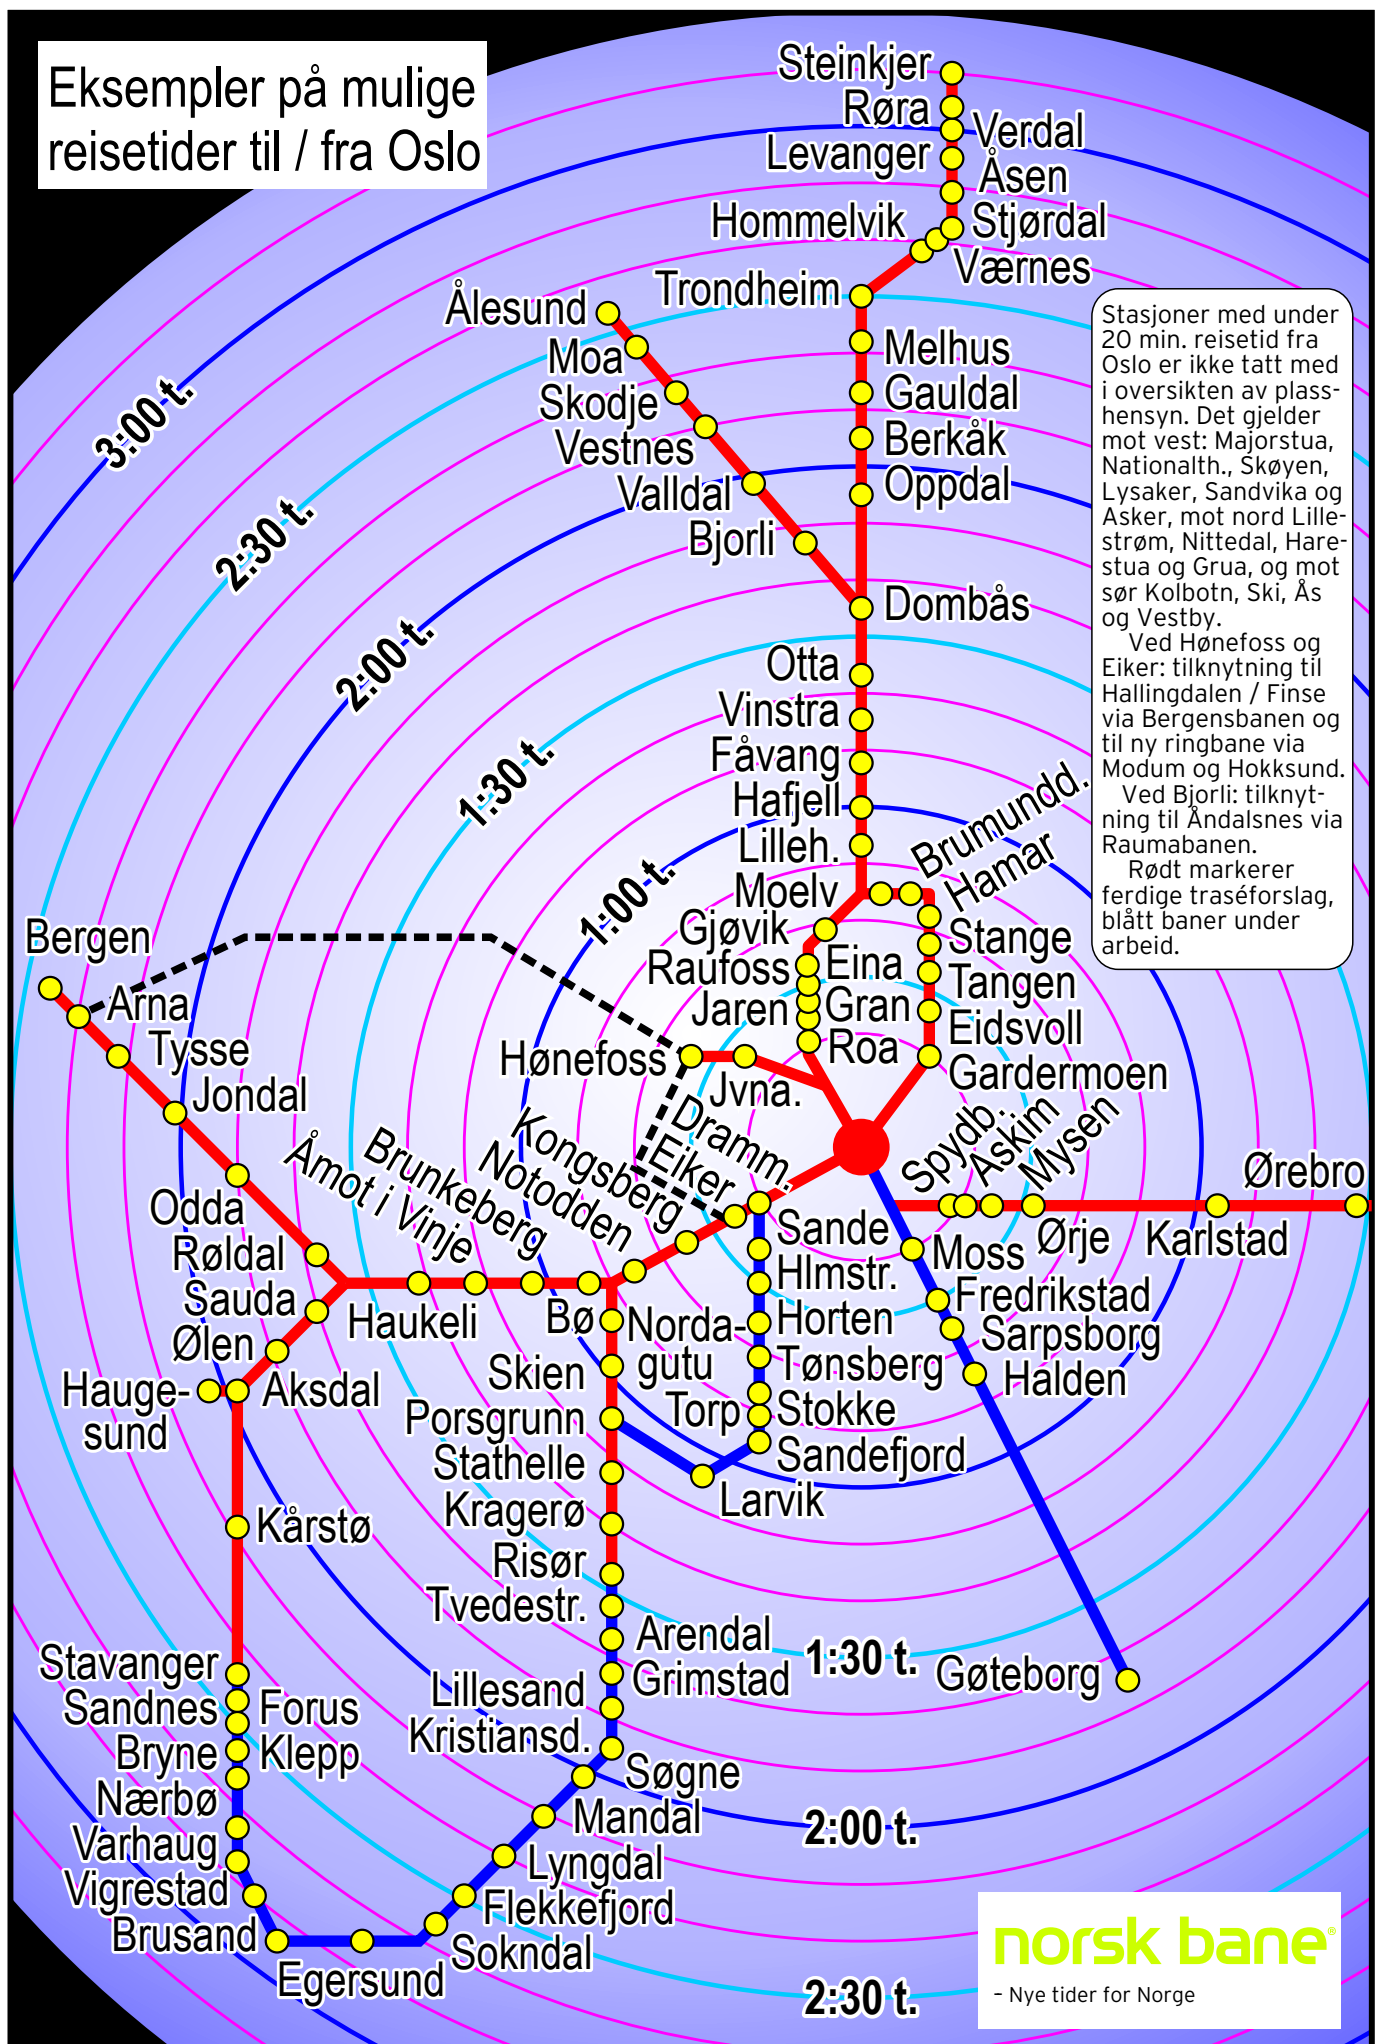 Eksempler på mulige
reisetider til / fra Oslo
Steinkjer
Røra
Verdal
Levanger
Åsen
Hommelvik
Stjørdal
Værnes
Trondheim
Ålesund
Moa
Skodje
Vestnes
Valldal
Bjorli
Melhus
Gauldal
Berkåk
Oppdal
Dombås
Otta
Vinstra
Fåvang
Hafjell
Lilleh.
Moelv
Brumundd.
Hamar
Gjøvik
Raufoss
Eina
Jaren
Gran
Roa
Stange
Tangen
Eidsvoll
Gardermoen
3:00 t.
2:30 t.
2:00 t.
1:30 t.
1:00 t.
Stasjoner med under
20 min. reisetid fra
Oslo er ikke tatt med
i oversikten av plass-
hensyn. Det gjelder
mot vest: Majorstua,
Nationalth., Skøyen,
Lysaker, Sandvika og
Asker, mot nord Lille-
strøm, Nittedal, Hare-
stua og Grua, og mot
sør Kolbotn, Ski, Ås
og Vestby.
Ved Hønefoss og
Eiker: tilknytning til
Hallingdalen / Finse
via Bergensbanen og
til ny ringbane via
Modum og Hokksund.
Ved Bjorli: tilknyt-
ning til Åndalsnes via
Raumabanen.
Rødt markerer
ferdige traséforslag,
blått baner under
arbeid.
Bergen
Arna
Tysse
Jondal
Odda
Røldal
Sauda
Ølen
Hauge-
sund
Aksdal
Haukeli
Åmot i Vinje
Brunkeberg
Notodden
Kongsberg
Eiker
Dramm.
Hønefoss
Jvna.
Spydb.
Askim
Mysen
Ørje
Karlstad
Ørebro
Moss
Fredrikstad
Sarpsborg
Halden
Gøteborg
Sande
Hlmstr.
Horten
Tønsberg
Torp
Stokke
Sandefjord
Larvik
Bø
Norda-
gutu
Skien
Porsgrunn
Stathelle
Kragerø
Risør
Tvedestr.
Arendal
Grimstad
Lillesand
Kristiansd.
Søgne
Mandal
Lyngdal
Flekkefjord
Sokndal
Egersund
Kårstø
Stavanger
Sandnes
Forus
Bryne
Klepp
Nærbø
Varhaug
Vigrestad
Brusand
1:30 t.
2:00 t.
2:30 t.
norsk bane®
– Nye tider for Norge